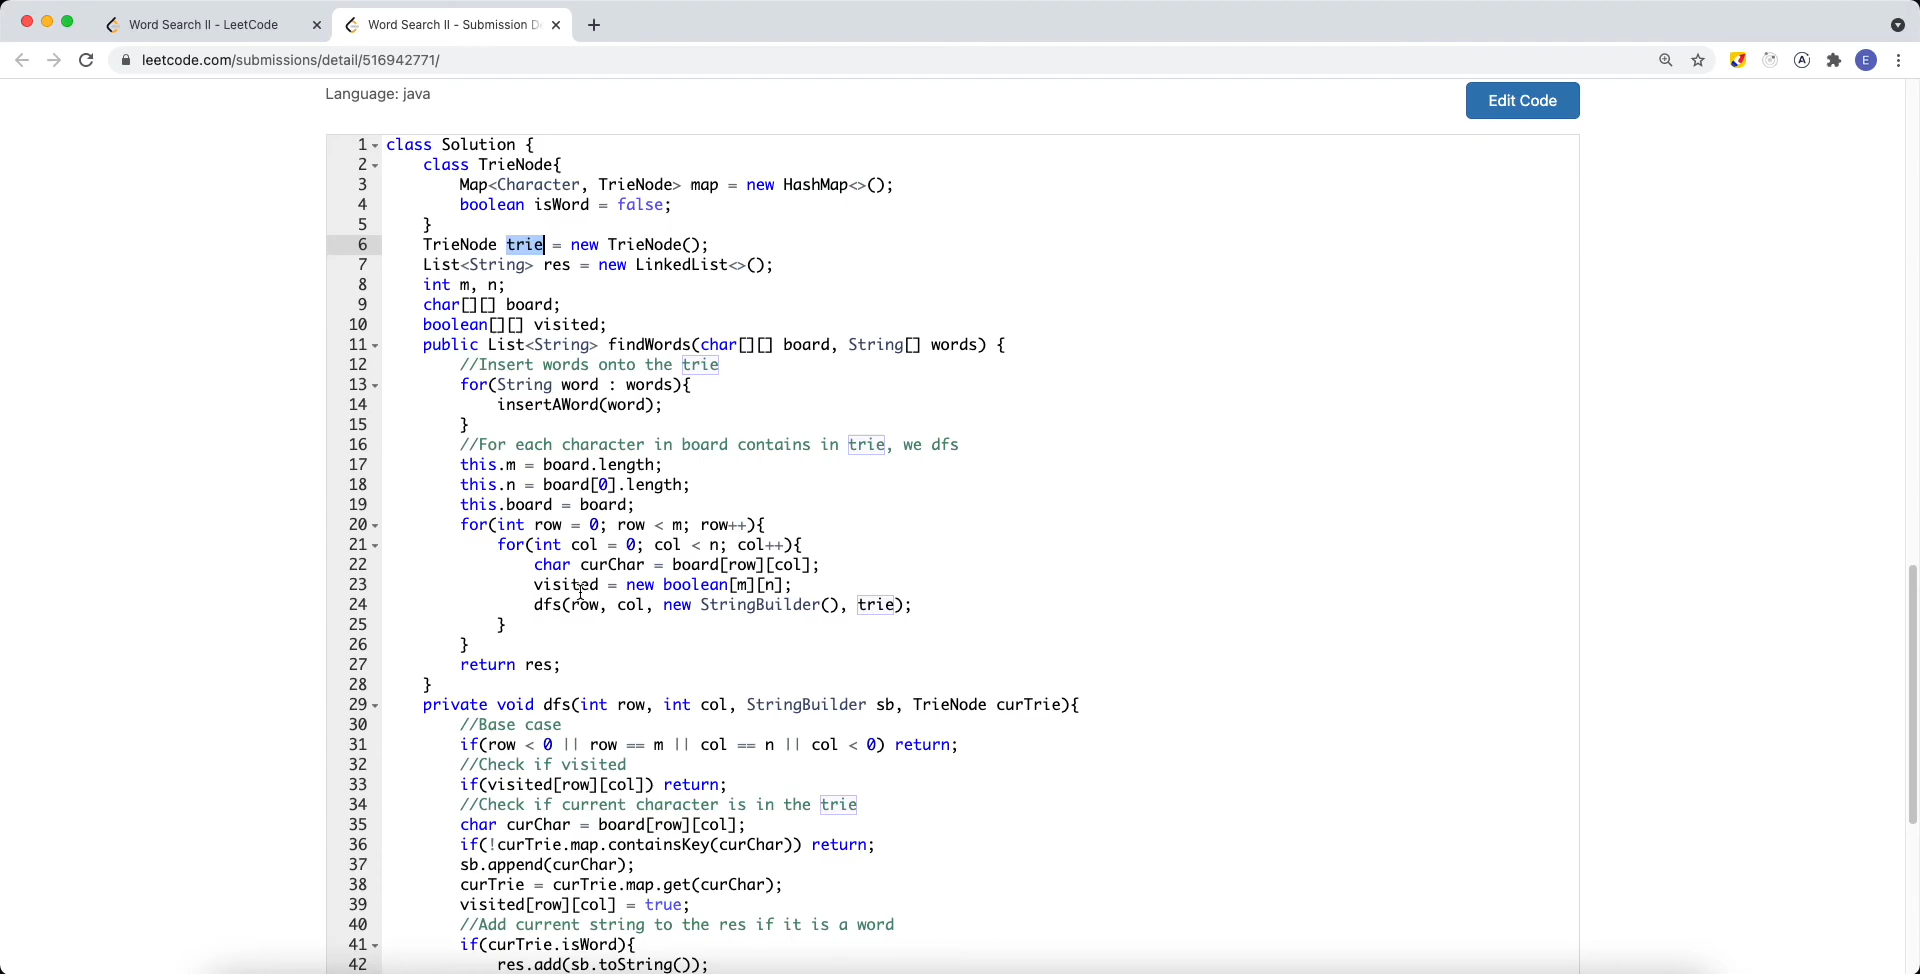 Word Search II - LeetCode
Word Search II - Submission D
leetcode.com/submissions/detail/516942771/
E
Language: java
Edit Code
1 class Solution {
2 class TrieNode{
3 Map<Character, TrieNode> map = new HashMap<>();
4 boolean isWord = false;
5 }
6 TrieNode trie = new TrieNode();
7 List<String> res = new LinkedList<>();
8 int m, n;
9 char[][] board;
10 boolean[][] visited;
11 public List<String> findWords(char[][] board, String[] words) {
12 //Insert words onto the trie
13 for(String word : words){
14 insertAWord(word);
15 }
16 //For each character in board contains in trie, we dfs
17 this.m = board.length;
18 this.n = board[0].length;
19 this.board = board;
20 for(int row = 0; row < m; row++){
21 for(int col = 0; col < n; col++){
22 char curChar = board[row][col];
23 visited = new boolean[m][n];
24 dfs(row, col, new StringBuilder(), trie);
25 }
26 }
27 return res;
28 }
29 private void dfs(int row, int col, StringBuilder sb, TrieNode curTrie){
30 //Base case
31 if(row < 0 || row == m || col == n || col < 0) return;
32 //Check if visited
33 if(visited[row][col]) return;
34 //Check if current character is in the trie
35 char curChar = board[row][col];
36 if(!curTrie.map.containsKey(curChar)) return;
37 sb.append(curChar);
38 curTrie = curTrie.map.get(curChar);
39 visited[row][col] = true;
40 //Add current string to the res if it is a word
41 if(curTrie.isWord){
42 res.add(sb.toString());